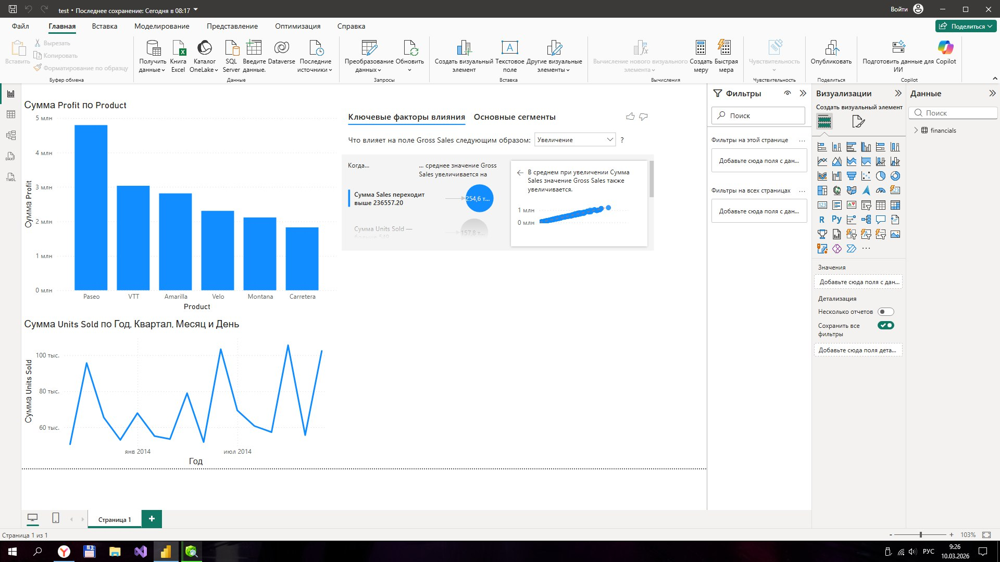 test • Последнее сохранение: Сегодня в 08:17
Войти
Файл
Главная
Вставка
Моделирование
Представление
Оптимизация
Справка
Поделиться
Вставить
Вырезать
Копировать
Форматирование по образцу
Буфер обмена
Получить данные
Книга Excel
Каталог OneLake
SQL Server
Введите данные.
Dataverse
Последние источники
Данные
Преобразование данных
Обновить
Запросы
Создать визуальный элемент
Текстовое поле
Другие визуальные элементы
Вставка
Вычисление нового визуального элемента
Создать меру
Быстрая мера
Вычисления
Чувствительность
Чувствительность
Опубликовать
Поделиться
Подготовить данные для ИИ
Copilot
Copilot
Сумма Profit по Product
5 млн
4 млн
3 млн
2 млн
1 млн
0 млн
Сумма Profit
Paseo
VTT
Amarilla
Velo
Montana
Carretera
Product
Ключевые факторы влияния
Основные сегменты
Что влияет на поле Gross Sales следующим образом:
Увеличение
?
Когда...
... среднее значение Gross
Sales увеличивается на
Сумма Sales переходит
выше 236557.20
254,6 т...
Сумма Units Sold —
больше 549
157,8 т...
В среднем при увеличении Сумма
Sales значение Gross Sales также
увеличивается.
1 млн
0 млн
Сумма Units Sold по Год, Квартал, Месяц и День
100 тыс.
80 тыс.
60 тыс.
Сумма Units Sold
янв 2014
июл 2014
Год
Фильтры
Поиск
Фильтры на этой странице
...
Добавьте сюда поля с дан...
Фильтры на всех страницах
...
Добавьте сюда поля с дан...
Визуализации
Создать визуальный элемент
123
123
R
Py
...
Значения
Добавьте сюда поля с дан...
Детализация
Несколько отчетов
Сохранить все
фильтры
Добавьте сюда поля дета...
Данные
Поиск
financials
DAX
TMDL
Страница 1
+
Страница 1 из 1
- + 103%
РУС
9:26
10.03.2026